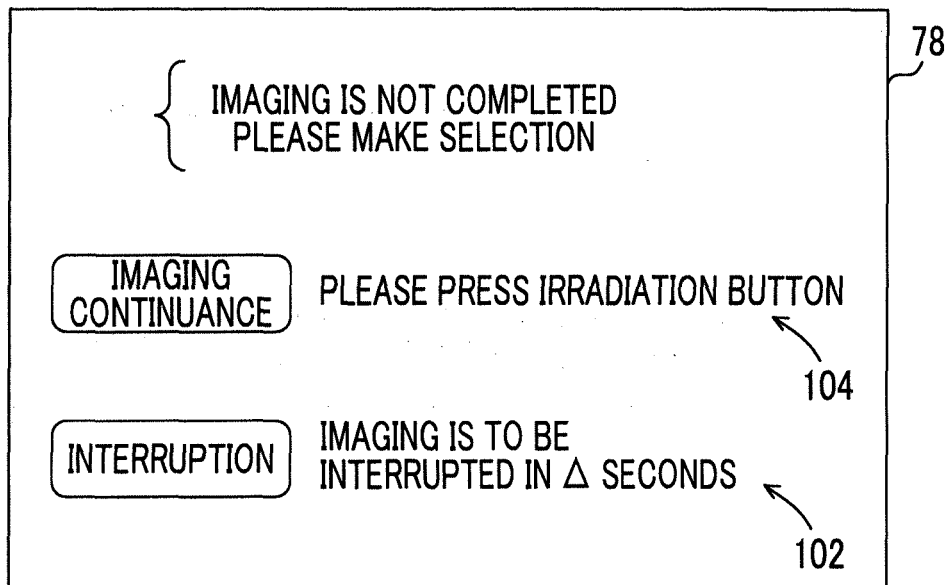 78
IMAGING IS NOT COMPLETED
PLEASE MAKE SELECTION
IMAGING
CONTINUANCE
PLEASE PRESS IRRADIATION BUTTON
104
INTERRUPTION
IMAGING IS TO BE
INTERRUPTED IN △ SECONDS
102